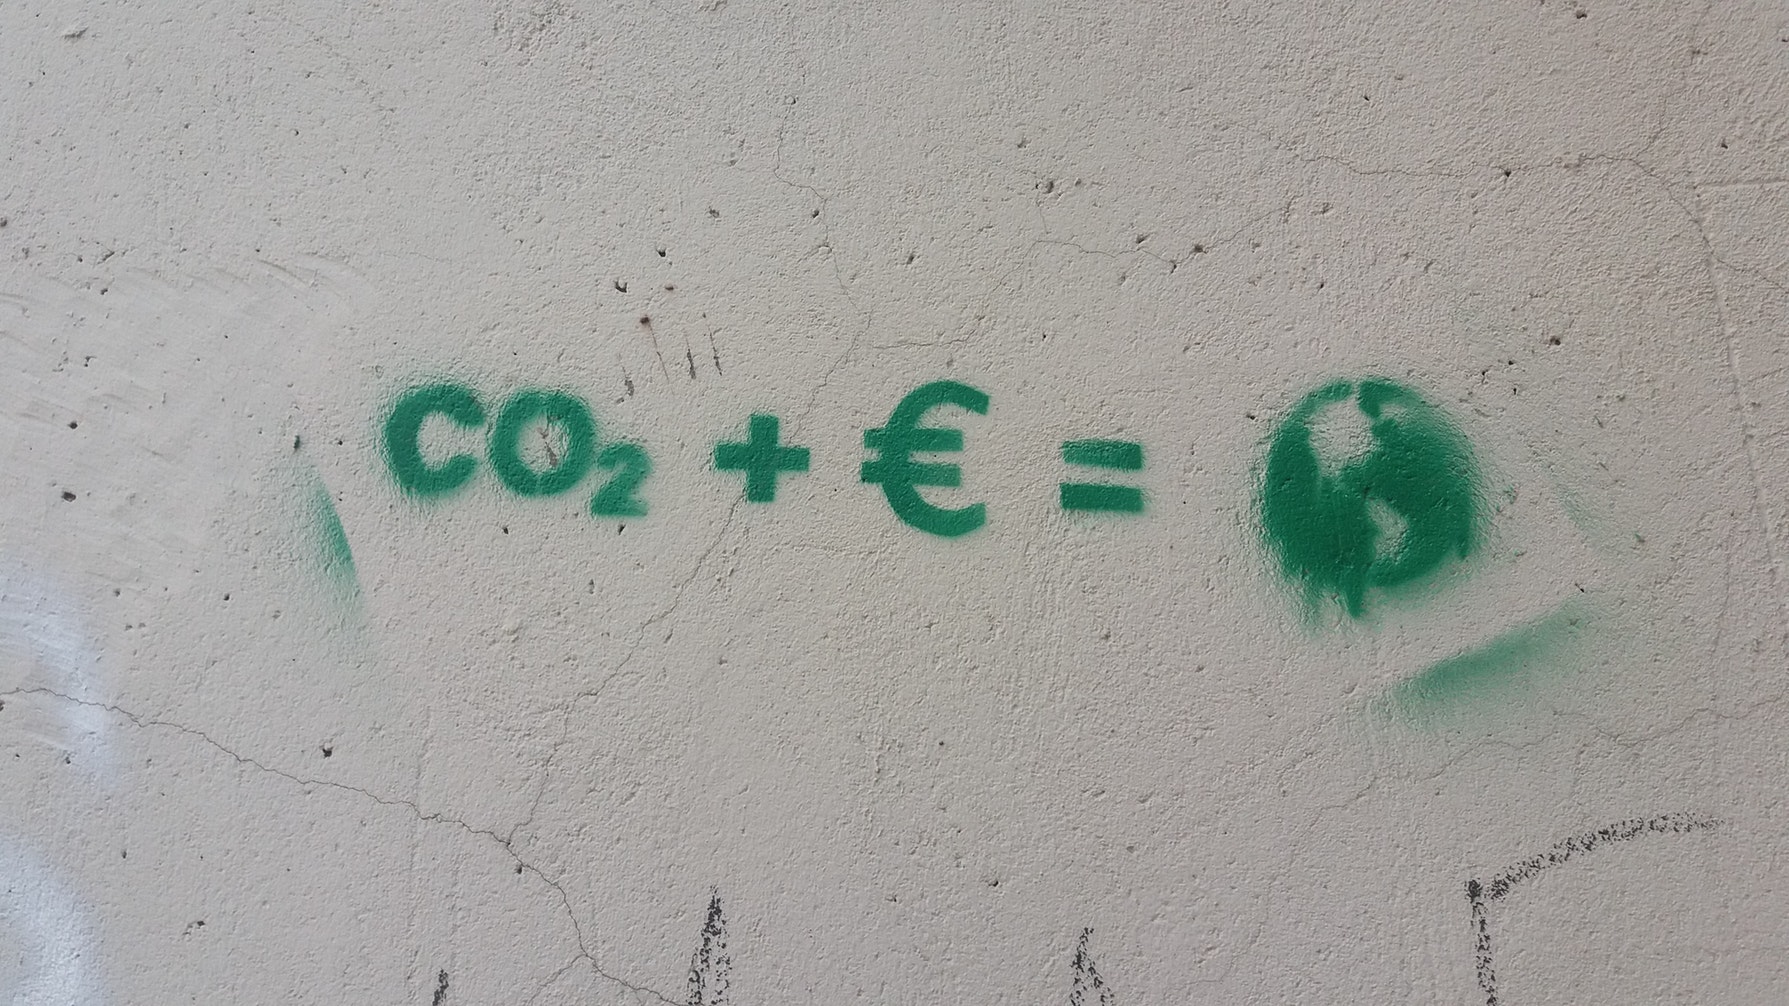 CO₂ + € =